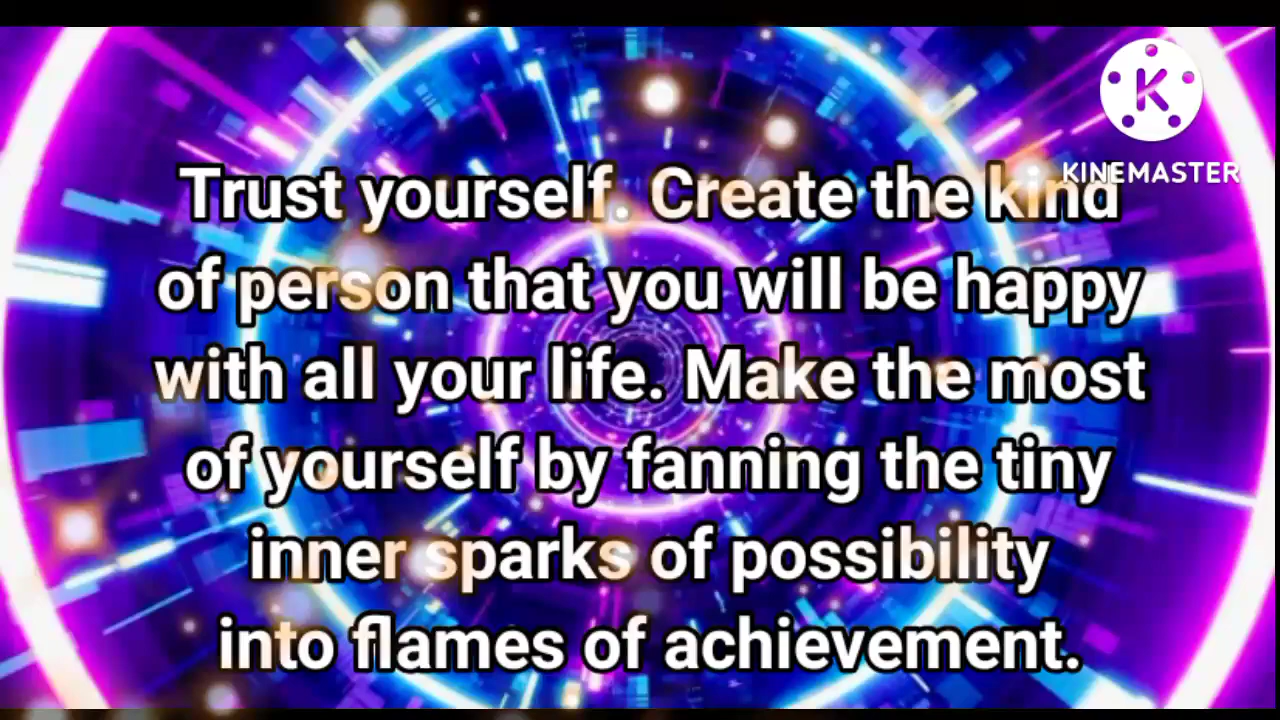 KINEMASTER
Trust yourself. Create the kind
of person that you will be happy
with all your life. Make the most
of yourself by fanning the tiny
inner sparks of possibility
into flames of achievement.